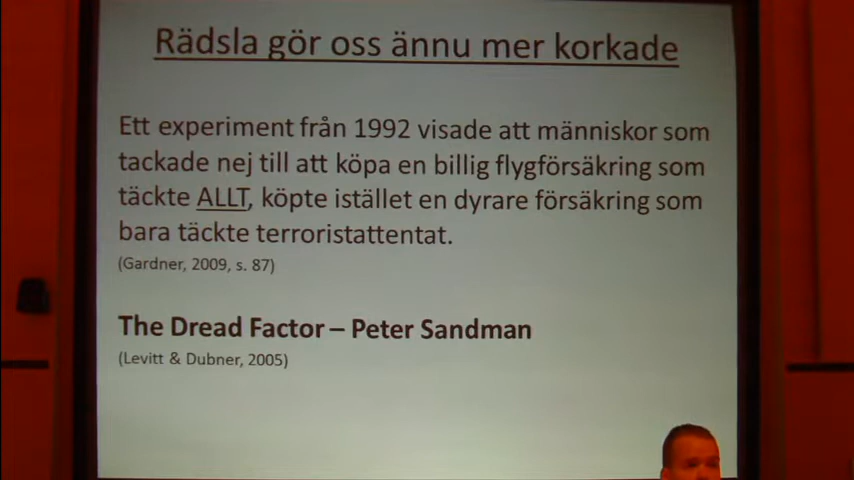 Rädsla gör oss ännu mer korkade
Ett experiment från 1992 visade att människor som
tackade nej till att köpa en billig flygförsäkring som
täckte ALLT, köpte istället en dyrare försäkring som
bara täckte terroristattentat.
(Gardner, 2009, s. 87)
The Dread Factor – Peter Sandman
(Levitt & Dubner, 2005)